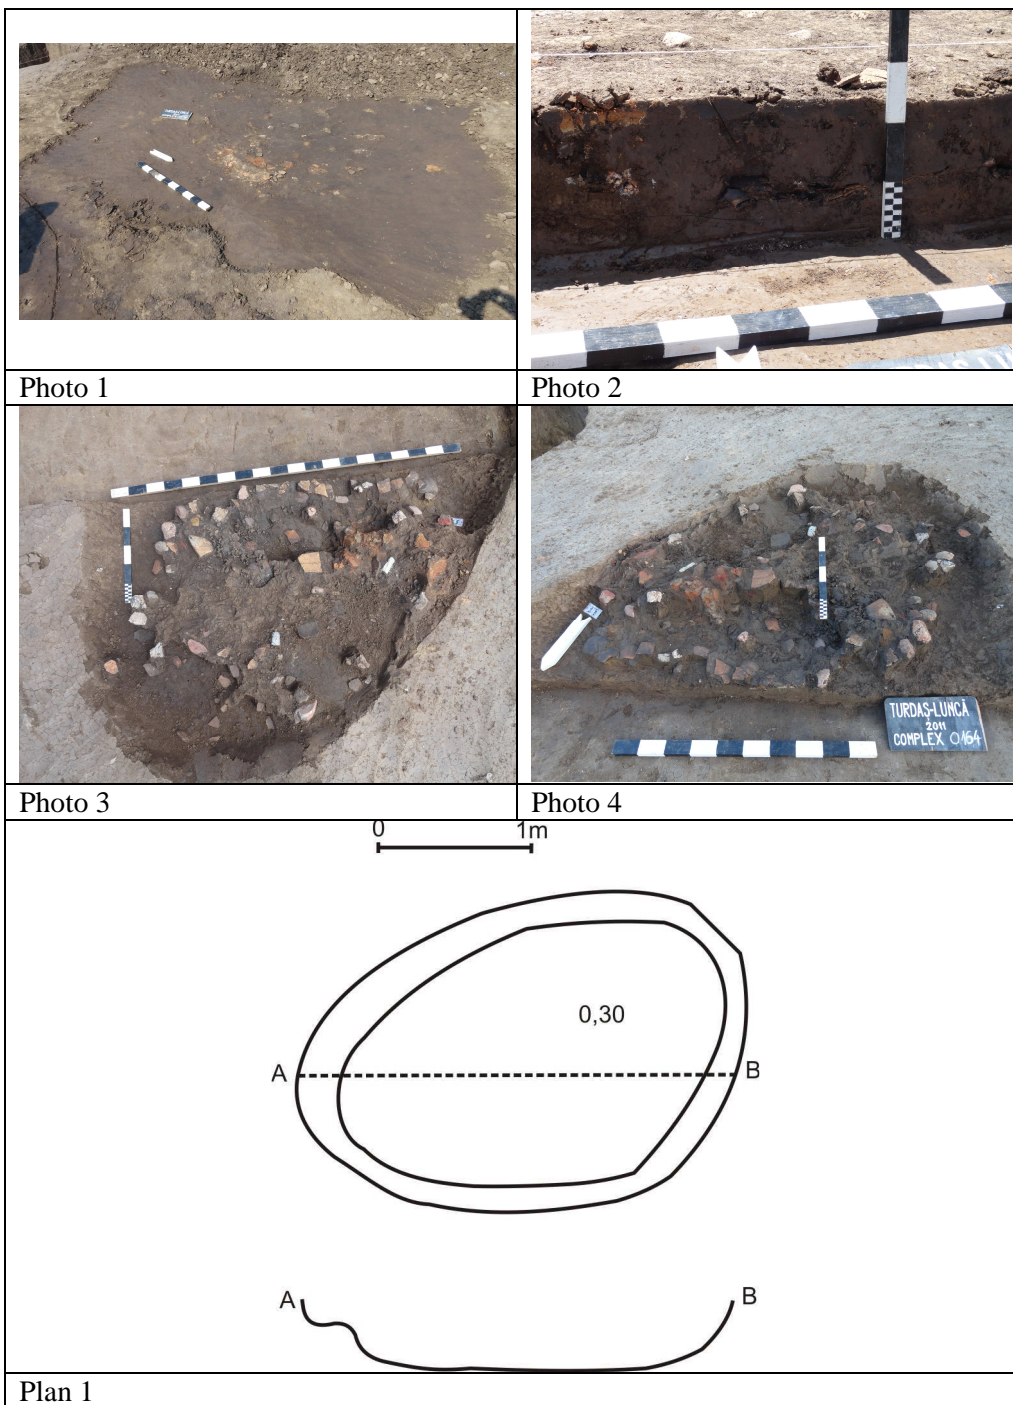 Photo 1
Photo 2
TURDAȘ-LUNCĂ
2011
COMPLEX 0164
Photo 3
Photo 4
0 1m
0,30
A B
A B
Plan 1